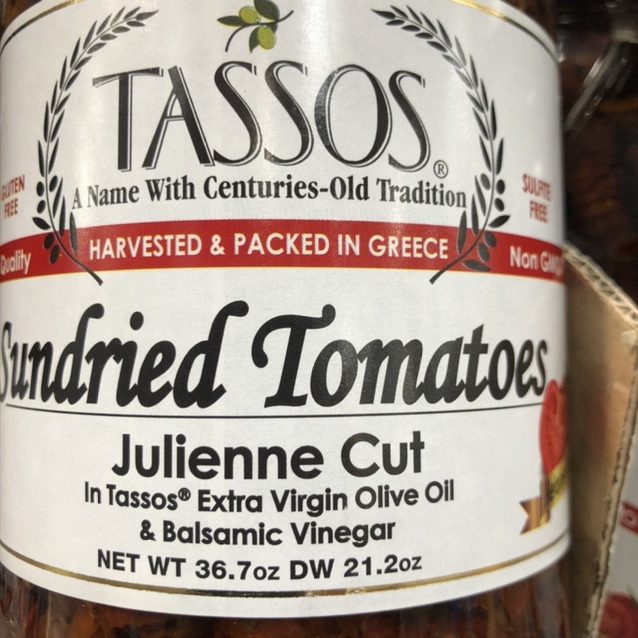 TASSOS®
A Name With Centuries-Old Tradition
GLUTEN
FREE
SULFITE
FREE
Quality
HARVESTED & PACKED IN GREECE
Non GMO
Sundried Tomatoes
Julienne Cut
In Tassos® Extra Virgin Olive Oil
& Balsamic Vinegar
NET WT 36.7oz DW 21.2oz